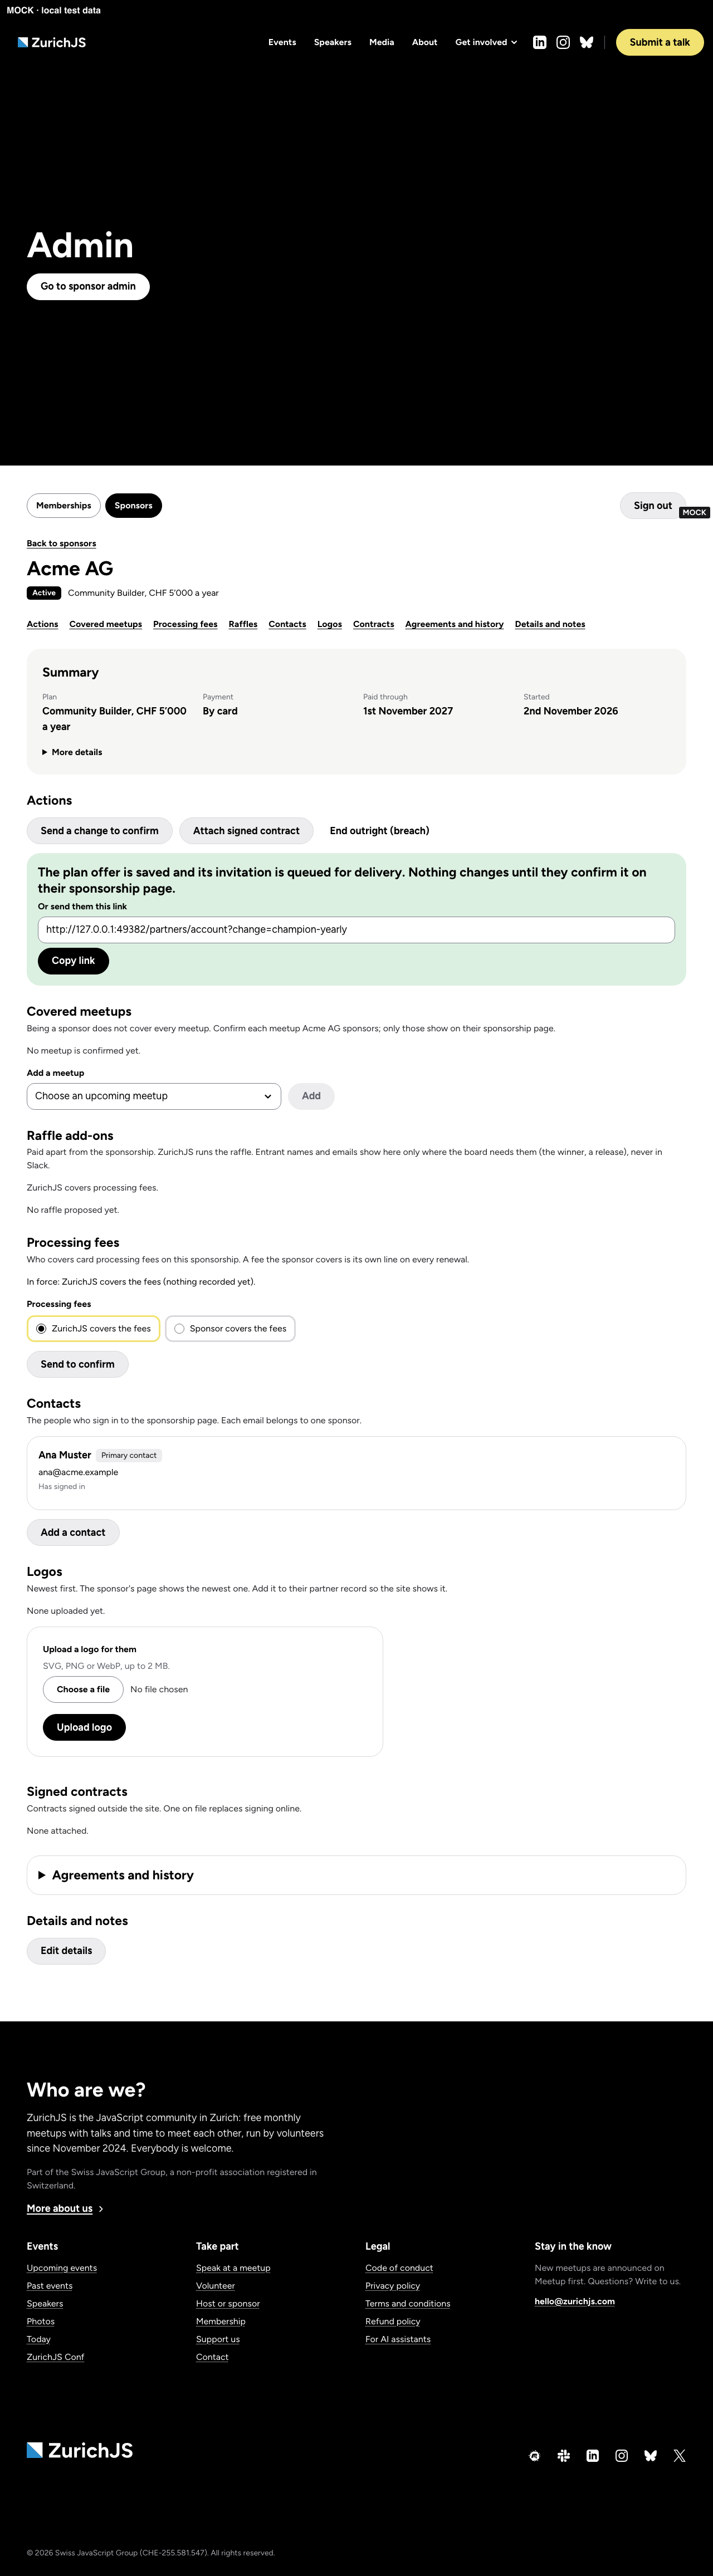 MOCK · local test data
ZurichJS
Events
Speakers
Media
About
Get involved
Submit a talk
Admin
Go to sponsor admin
Memberships
Sponsors
Sign out
MOCK
Back to sponsors
Acme AG
Active
Community Builder, CHF 5’000 a year
Actions
Covered meetups
Processing fees
Raffles
Contacts
Logos
Contracts
Agreements and history
Details and notes
Summary
Plan
Community Builder, CHF 5’000
a year
Payment
By card
Paid through
1st November 2027
Started
2nd November 2026
More details
Actions
Send a change to confirm
Attach signed contract
End outright (breach)
The plan offer is saved and its invitation is queued for delivery. Nothing changes until they confirm it on
their sponsorship page.
Or send them this link
http://127.0.0.1:49382/partners/account?change=champion-yearly
Copy link
Covered meetups
Being a sponsor does not cover every meetup. Confirm each meetup Acme AG sponsors; only those show on their sponsorship page.
No meetup is confirmed yet.
Add a meetup
Choose an upcoming meetup
Add
Raffle add-ons
Paid apart from the sponsorship. ZurichJS runs the raffle. Entrant names and emails show here only where the board needs them (the winner, a release), never in
Slack.
ZurichJS covers processing fees.
No raffle proposed yet.
Processing fees
Who covers card processing fees on this sponsorship. A fee the sponsor covers is its own line on every renewal.
In force: ZurichJS covers the fees (nothing recorded yet).
Processing fees
ZurichJS covers the fees
Sponsor covers the fees
Send to confirm
Contacts
The people who sign in to the sponsorship page. Each email belongs to one sponsor.
Ana Muster
Primary contact
ana@acme.example
Has signed in
Add a contact
Logos
Newest first. The sponsor's page shows the newest one. Add it to their partner record so the site shows it.
None uploaded yet.
Upload a logo for them
SVG, PNG or WebP, up to 2 MB.
Choose a file
No file chosen
Upload logo
Signed contracts
Contracts signed outside the site. One on file replaces signing online.
None attached.
Agreements and history
Details and notes
Edit details
Who are we?
ZurichJS is the JavaScript community in Zurich: free monthly
meetups with talks and time to meet each other, run by volunteers
since November 2024. Everybody is welcome.
Part of the Swiss JavaScript Group, a non-profit association registered in
Switzerland.
More about us
Events
Upcoming events
Past events
Speakers
Photos
Today
ZurichJS Conf
Take part
Speak at a meetup
Volunteer
Host or sponsor
Membership
Support us
Contact
Legal
Code of conduct
Privacy policy
Terms and conditions
Refund policy
For AI assistants
Stay in the know
New meetups are announced on
Meetup first. Questions? Write to us.
hello@zurichjs.com
ZurichJS
© 2026 Swiss JavaScript Group (CHE-255.581.547). All rights reserved.